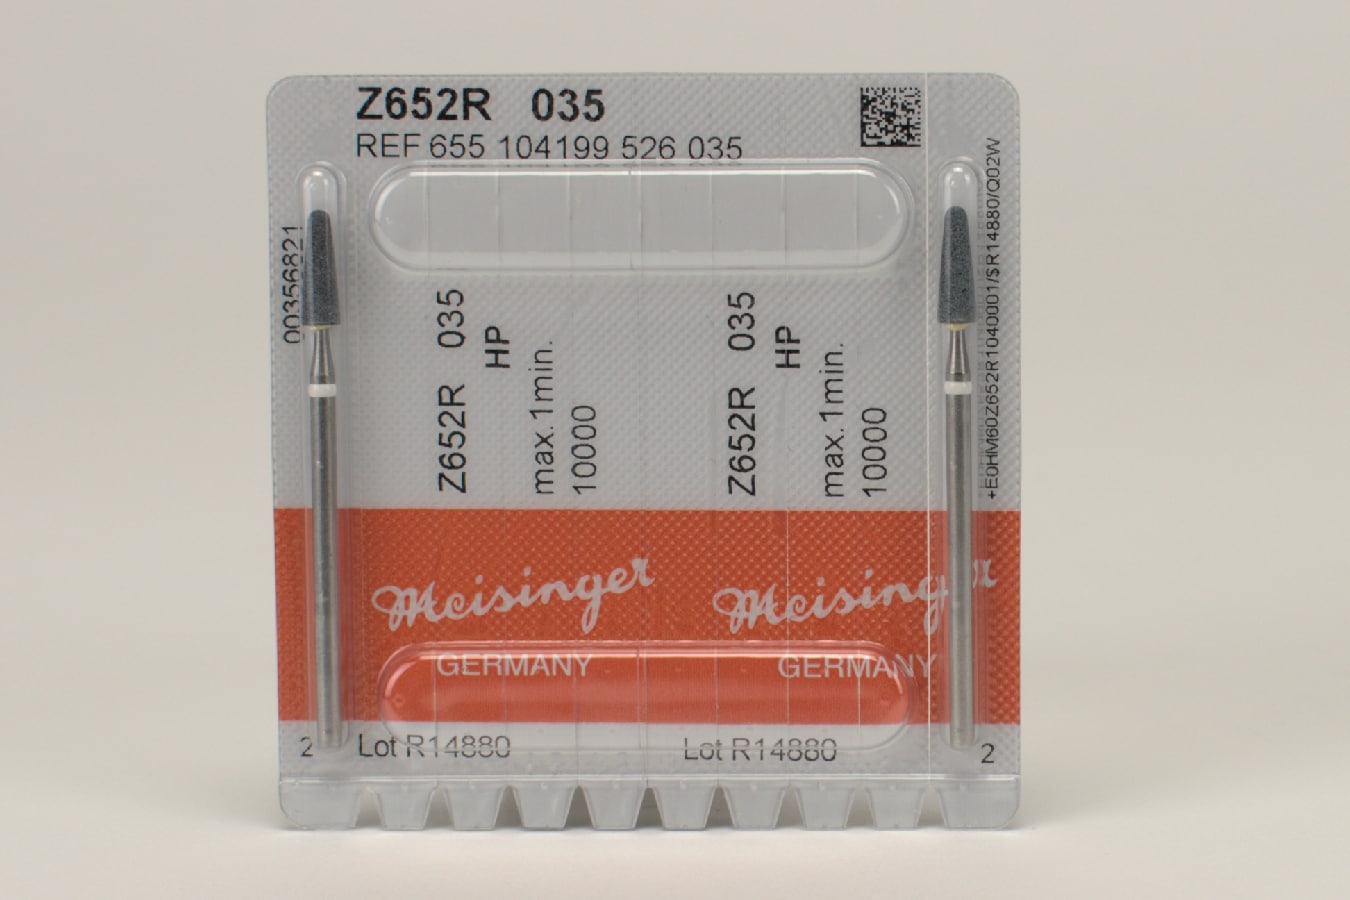 Z652R 035
REF 655 104199 526 035
00356821
Z652R 035
HP
max. 1min.
10000
Z652R 035
HP
max. 1min.
10000
+E0HM60Z652R1040001/$R14880/Q02W
Meisinger
GERMANY
Meisinger
GERMANY
2
Lot R14880
Lot R14880
2